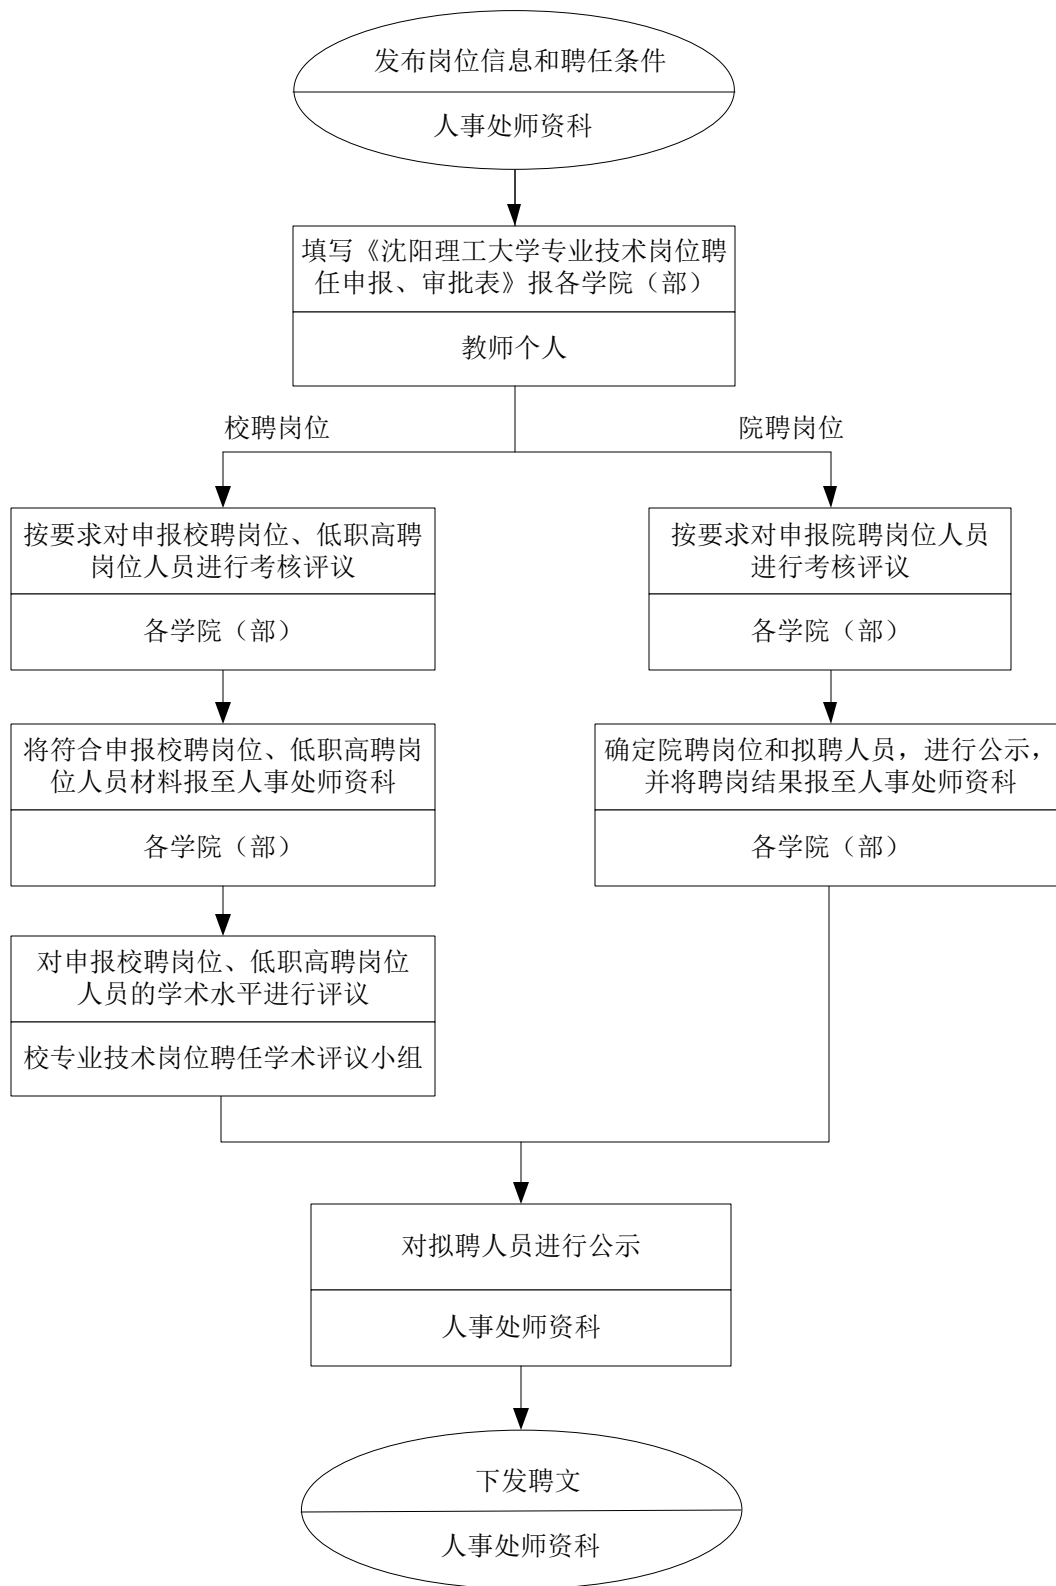 发布岗位信息和聘任条件
人事处师资科
填写《沈阳理工大学专业技术岗位聘
任申报、审批表》报各学院（部）
教师个人
校聘岗位
院聘岗位
按要求对申报校聘岗位、低职高聘
岗位人员进行考核评议
各学院（部）
按要求对申报院聘岗位人员
进行考核评议
各学院（部）
将符合申报校聘岗位、低职高聘岗
位人员材料报至人事处师资科
各学院（部）
确定院聘岗位和拟聘人员，进行公示，
并将聘岗结果报至人事处师资科
各学院（部）
对申报校聘岗位、低职高聘岗位
人员的学术水平进行评议
校专业技术岗位聘任学术评议小组
对拟聘人员进行公示
人事处师资科
下发聘文
人事处师资科